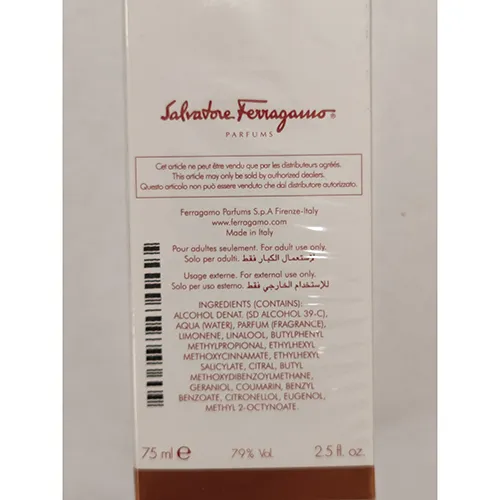 Salvatore Ferragamo
PARFUMS
Cet article ne peut être vendu que par les distributeurs agréés.
This article may only be sold by authorized dealers.
Questo articolo non può essere venduto che dal distributore autorizzato.
Ferragamo Parfums S.p.A Firenze-Italy
www.ferragamo.com
Made in Italy
Pour adultes seulement. For adult use only.
Solo per adulti. لإستعمال الكبار فقط
Usage externe. For external use only.
Solo per uso esterno. للإستخدام الخارجي فقط
INGREDIENTS (CONTAINS):
ALCOHOL DENAT. (SD ALCOHOL 39-C),
AQUA (WATER), PARFUM (FRAGRANCE),
LIMONENE, LINALOOL, BUTYLPHENYL
METHYLPROPIONAL, ETHYLHEXYL
METHOXYCINNAMATE, ETHYLHEXYL
SALICYLATE, CITRAL, BUTYL
METHOXYDIBENZOYLMETHANE,
GERANIOL, COUMARIN, BENZYL
BENZOATE, CITRONELLOL, EUGENOL,
METHYL 2-OCTYNOATE.
75 ml e 79% Vol. 2.5 fl. oz.